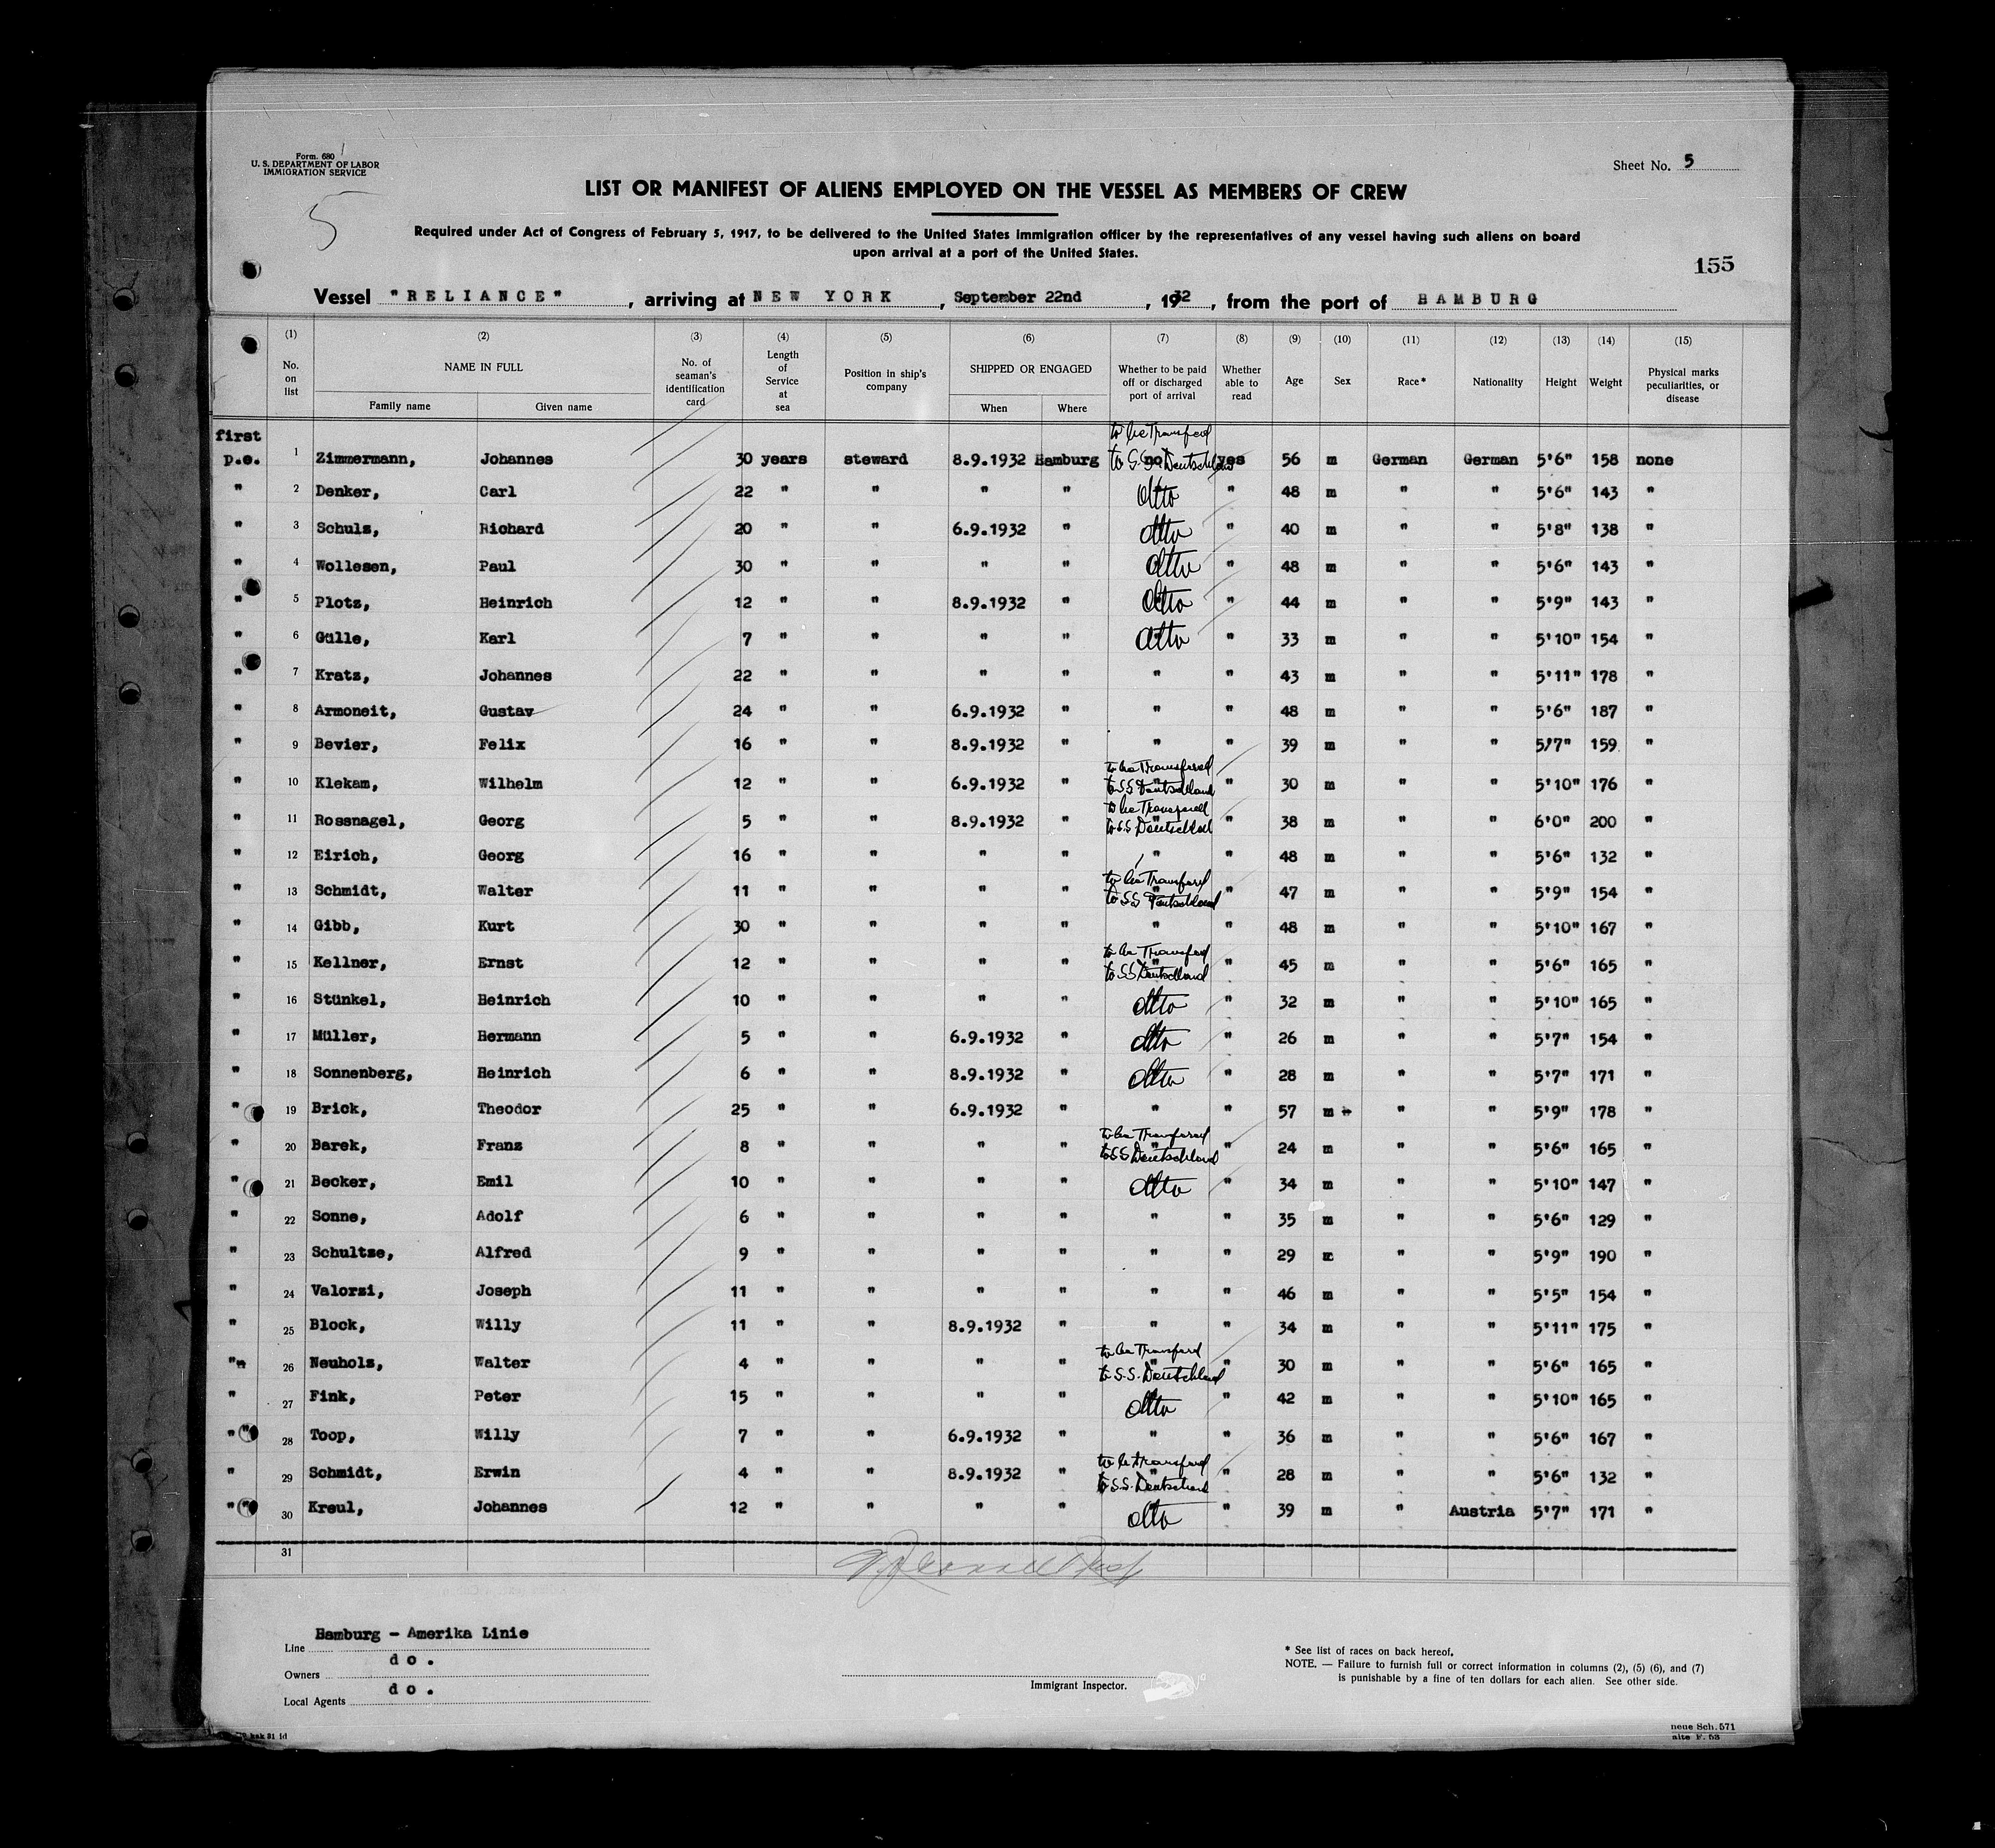 Form. 680
U. S. DEPARTMENT OF LABOR
IMMIGRATION SERVICE
Sheet No. 5
5
LIST OR MANIFEST OF ALIENS EMPLOYED ON THE VESSEL AS MEMBERS OF CREW
Required under Act of Congress of February 5, 1917, to be delivered to the United States immigration officer by the representatives of any vessel having such aliens on board
upon arrival at a port of the United States.
155
Vessel "RELIANCE", arriving at NEW YORK, September 22nd, 1932, from the port of HAMBURG
(1) (2) (3) (4) (5) (6) (7) (8) (9) (10) (11) (12) (13) (14) (15)
No. on list NAME IN FULL Family name Given name No. of seaman's identification card Length of Service at sea Position in ship's company SHIPPED OR ENGAGED When Where Whether to be paid off or discharged port of arrival Whether able to read Age Sex Race* Nationality Height Weight Physical marks peculiarities, or disease
first p.e. 1 Zimmermann, Johannes 30 years steward 8.9.1932 Hamburg no to be Transfered to S.S. Deutschland yes 56 m German German 5'6" 158 none
" 2 Denker, Carl 22 " " " " ditto " 48 m " " 5'6" 143 "
" 3 Schulz, Richard 20 " " 6.9.1932 " ditto " 40 m " " 5'8" 138 "
" 4 Wollesen, Paul 30 " " " " ditto " 48 m " " 5'6" 143 "
" 5 Plotz, Heinrich 12 " " 8.9.1932 " ditto " 44 m " " 5'9" 143 "
" 6 Gülle, Karl 7 " " " " ditto " 33 m " " 5'10" 154 "
" 7 Kratz, Johannes 22 " " " " " " 43 m " " 5'11" 178 "
" 8 Armoneit, Gustav 24 " " 6.9.1932 " " " 48 m " " 5'6" 187 "
" 9 Bevier, Felix 16 " " 8.9.1932 " " " 39 m " " 5'7" 159 "
" 10 Klekam, Wilhelm 12 " " 6.9.1932 " to be Transfered to S.S Deutschland " 30 m " " 5'10" 176 "
" 11 Rossnagel, Georg 5 " " 8.9.1932 " to be Transfered to S.S Deutschland " 38 m " " 6'0" 200 "
" 12 Eirich, Georg 16 " " " " " " 48 m " " 5'6" 132 "
" 13 Schmidt, Walter 11 " " " " to be Transfered to S.S Deutschland " 47 m " " 5'9" 154 "
" 14 Gibb, Kurt 30 " " " " " " 48 m " " 5'10" 167 "
" 15 Kellner, Ernst 12 " " " " to be Transfered to S.S Deutschland " 45 m " " 5'6" 165 "
" 16 Stünkel, Heinrich 10 " " " " ditto " 32 m " " 5'10" 165 "
" 17 Müller, Hermann 5 " " 6.9.1932 " ditto " 26 m " " 5'7" 154 "
" 18 Sonnenberg, Heinrich 6 " " 8.9.1932 " ditto " 28 m " " 5'7" 171 "
" 19 Brick, Theodor 25 " " 6.9.1932 " " " 57 m " " 5'9" 178 "
" 20 Barek, Franz 8 " " " " to be Transfered to S.S Deutschland " 24 m " " 5'6" 165 "
" 21 Becker, Emil 10 " " " " ditto " 34 m " " 5'10" 147 "
" 22 Sonne, Adolf 6 " " " " " " 35 m " " 5'6" 129 "
" 23 Schultze, Alfred 9 " " " " " " 29 m " " 5'9" 190 "
" 24 Valorzi, Joseph 11 " " " " " " 46 m " " 5'5" 154 "
" 25 Block, Willy 11 " " 8.9.1932 " " " 34 m " " 5'11" 175 "
" 26 Neuholz, Walter 4 " " " " to be Transfered to S.S. Deutschland " 30 m " " 5'6" 165 "
" 27 Fink, Peter 15 " " " " ditto " 42 m " " 5'10" 165 "
" 28 Toop, Willy 7 " " 6.9.1932 " " " 36 m " " 5'6" 167 "
" 29 Schmidt, Erwin 4 " " 8.9.1932 " to be transfered to S.S. Deutschland " 28 m " " 5'6" 132 "
" 30 Kreul, Johannes 12 " " " " ditto " 39 m " Austria 5'7" 171 "
31
Line Hamburg - Amerika Linie
Owners do.
Local Agents do.
Immigrant Inspector.
* See list of races on back hereof.
NOTE. — Failure to furnish full or correct information in columns (2), (5) (6), and (7)
is punishable by a fine of ten dollars for each alien. See other side.
neue Sch. 571
alte F. 53